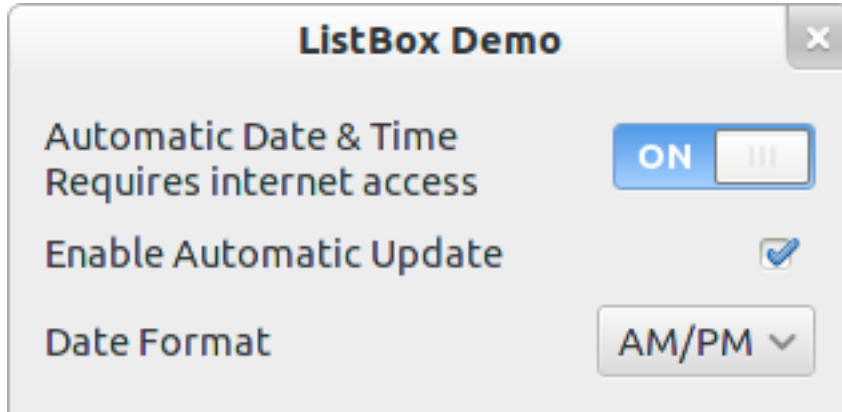 ListBox Demo
Automatic Date & Time
Requires internet access
ON
Enable Automatic Update
Date Format
AM/PM